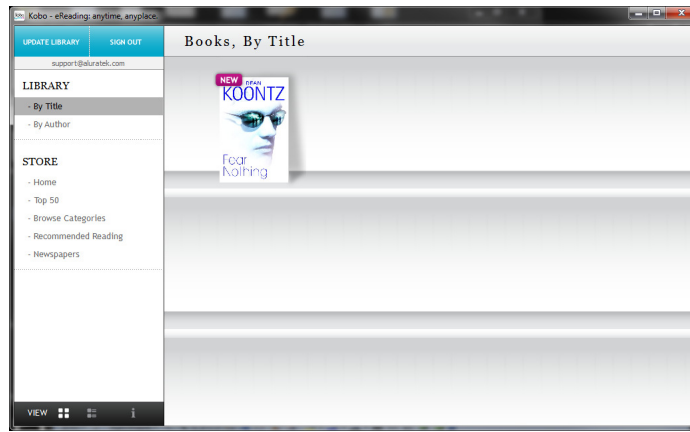 Kobo - eReading: anytime, anyplace.
UPDATE LIBRARY
SIGN OUT
support@aluratek.com
LIBRARY
- By Title
- By Author
STORE
- Home
- Top 50
- Browse Categories
- Recommended Reading
- Newspapers
VIEW
i
Books, By Title
NEW
DEAN
KOONTZ
Fear
Nothing